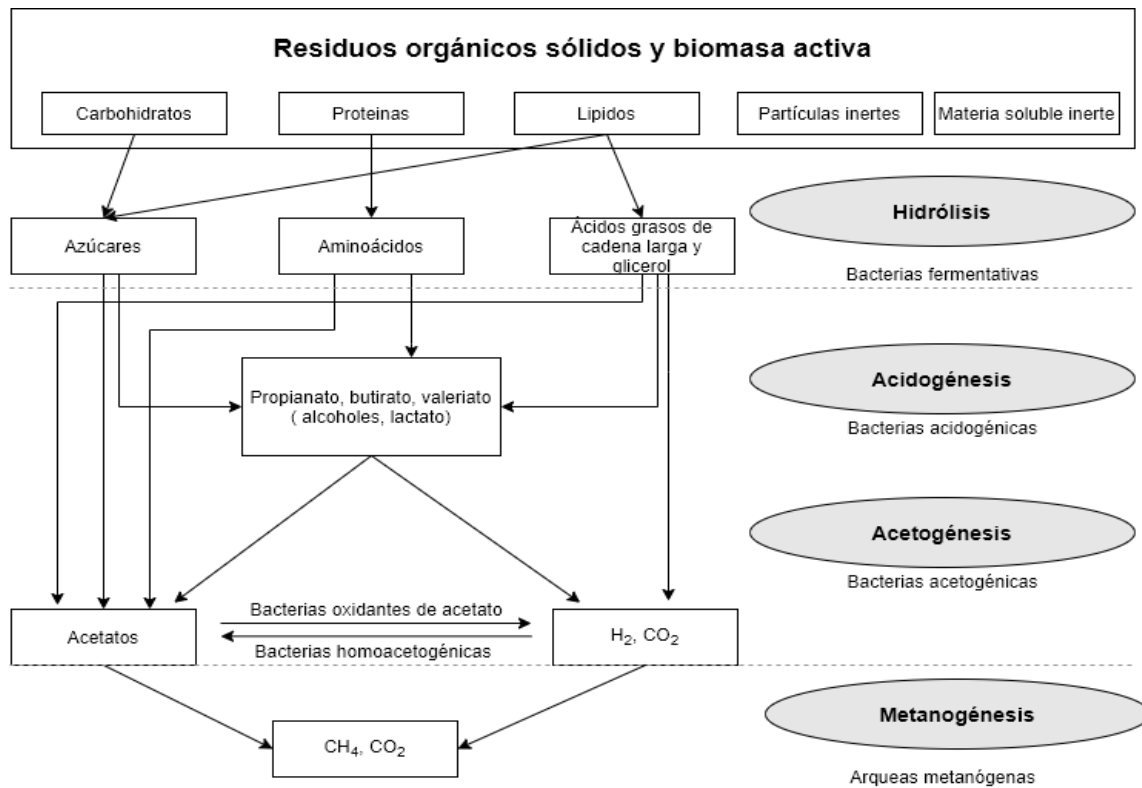 Residuos orgánicos sólidos y biomasa activa
Carbohidratos
Proteinas
Lipidos
Partículas inertes
Materia soluble inerte
Hidrólisis
Azúcares
Aminoácidos
Ácidos grasos de
cadena larga y
glicerol
Bacterias fermentativas
Acidogénesis
Propianato, butirato, valeriato
( alcoholes, lactato)
Bacterias acidogénicas
Acetogénesis
Bacterias acetogénicas
Acetatos
Bacterias oxidantes de acetato
Bacterias homoacetogénicas
H₂, CO₂
Metanogénesis
CH₄, CO₂
Arqueas metanógenas